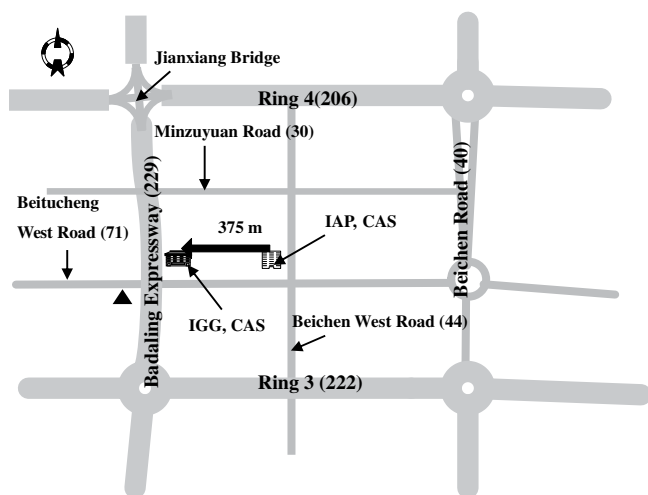 Jianxiang Bridge
Ring 4(206)
Minzuyuan Road (30)
Beitucheng
West Road (71)
Badaling Expressway (229)
375 m
IAP, CAS
Beichen Road (40)
IGG, CAS
Beichen West Road (44)
Ring 3 (222)